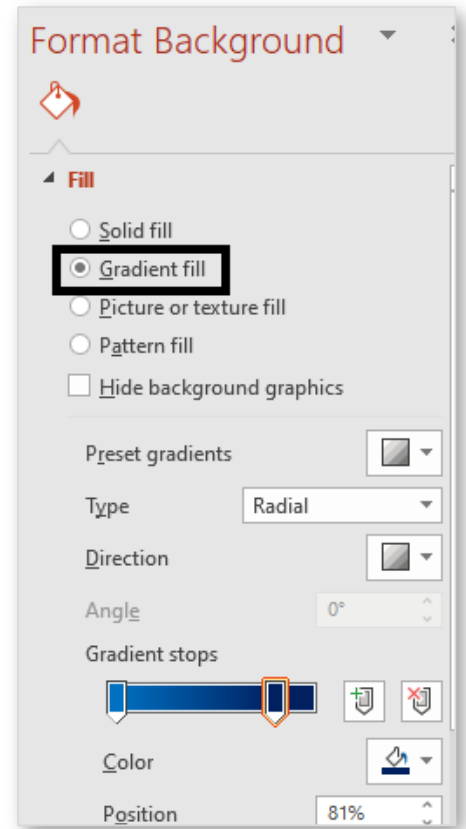 Format Background
Fill
Solid fill
Gradient fill
Picture or texture fill
Pattern fill
Hide background graphics
Preset gradients
Type Radial
Direction
Angle 0°
Gradient stops
Color
Position 81%